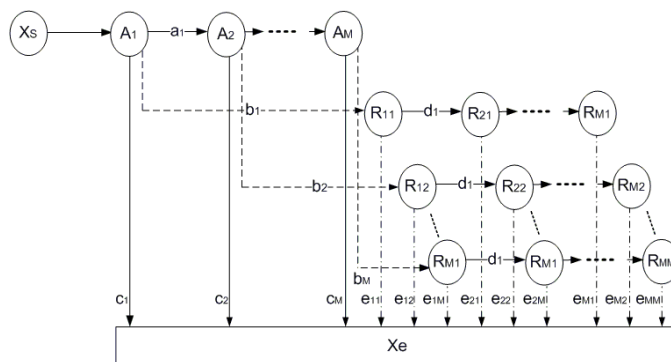 XS A1 a1 A2 AM
b1 R11 d1 R21 RM1
b2 R12 d1 R22 RM2
RM1 d1 RM1 RMM
bM
c1 c2 cM e11 e12 e1M e21 e22 e2M eM1 eM2 eMM
Xe